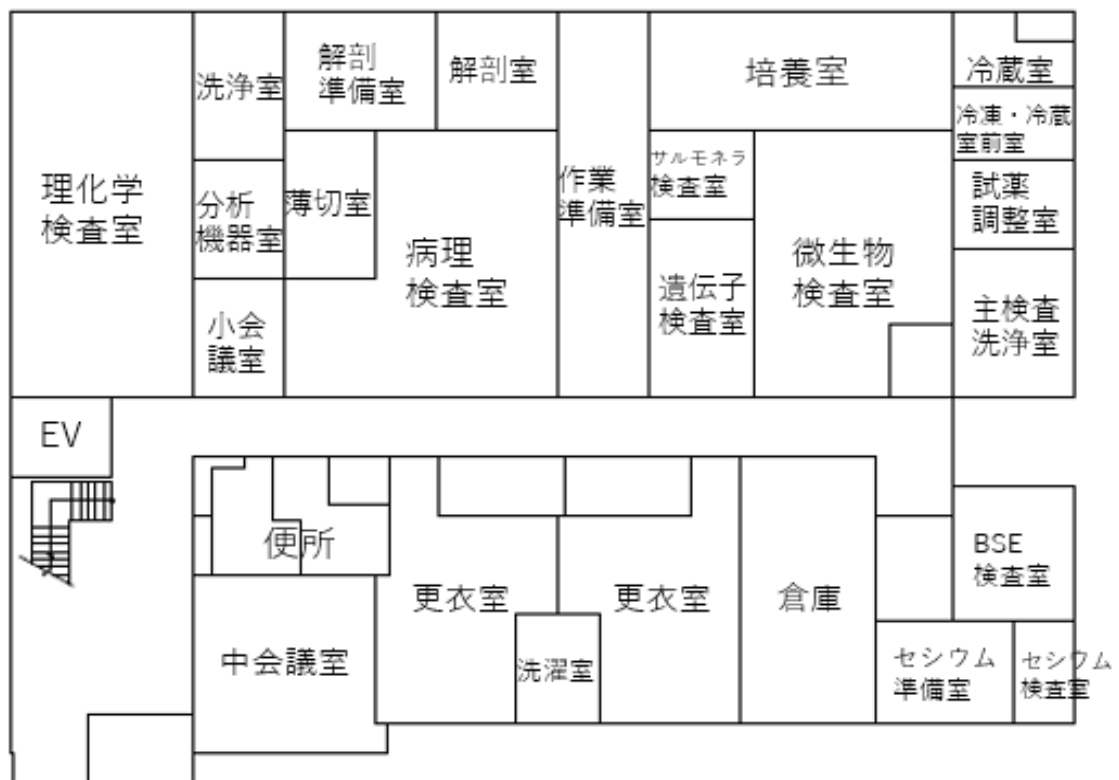 理化学
検査室
洗浄室
分析
機器室
小会
議室
解剖
準備室
解剖室
薄切室
病理
検査室
作業
準備室
培養室
サルモネラ
検査室
遺伝子
検査室
微生物
検査室
冷蔵室
冷凍・冷蔵
室前室
試薬
調整室
主検査
洗浄室
EV
便所
中会議室
更衣室
洗濯室
更衣室
倉庫
BSE
検査室
セシウム
準備室
セシウム
検査室